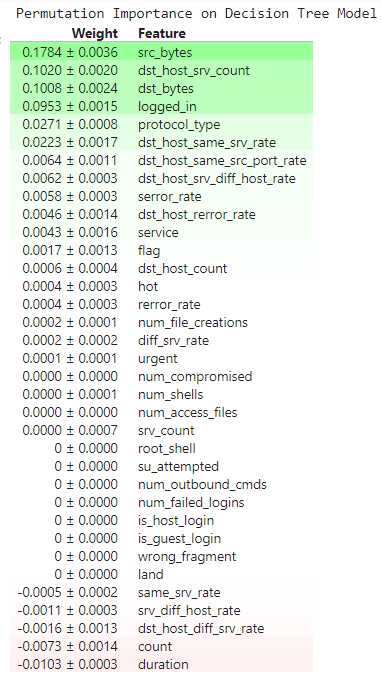 Permutation Importance on Decision Tree Model
Weight Feature
0.1784 ± 0.0036 src_bytes
0.1020 ± 0.0020 dst_host_srv_count
0.1008 ± 0.0024 dst_bytes
0.0953 ± 0.0015 logged_in
0.0271 ± 0.0008 protocol_type
0.0223 ± 0.0017 dst_host_same_srv_rate
0.0064 ± 0.0011 dst_host_same_src_port_rate
0.0062 ± 0.0003 dst_host_srv_diff_host_rate
0.0058 ± 0.0003 serror_rate
0.0046 ± 0.0014 dst_host_rerror_rate
0.0043 ± 0.0016 service
0.0017 ± 0.0013 flag
0.0006 ± 0.0004 dst_host_count
0.0004 ± 0.0003 hot
0.0004 ± 0.0003 rerror_rate
0.0002 ± 0.0001 num_file_creations
0.0002 ± 0.0002 diff_srv_rate
0.0001 ± 0.0001 urgent
0.0000 ± 0.0000 num_compromised
0.0000 ± 0.0001 num_shells
0.0000 ± 0.0000 num_access_files
0.0000 ± 0.0007 srv_count
0 ± 0.0000 root_shell
0 ± 0.0000 su_attempted
0 ± 0.0000 num_outbound_cmds
0 ± 0.0000 num_failed_logins
0 ± 0.0000 is_host_login
0 ± 0.0000 is_guest_login
0 ± 0.0000 wrong_fragment
0 ± 0.0000 land
-0.0005 ± 0.0002 same_srv_rate
-0.0011 ± 0.0003 srv_diff_host_rate
-0.0016 ± 0.0013 dst_host_diff_srv_rate
-0.0073 ± 0.0014 count
-0.0103 ± 0.0003 duration